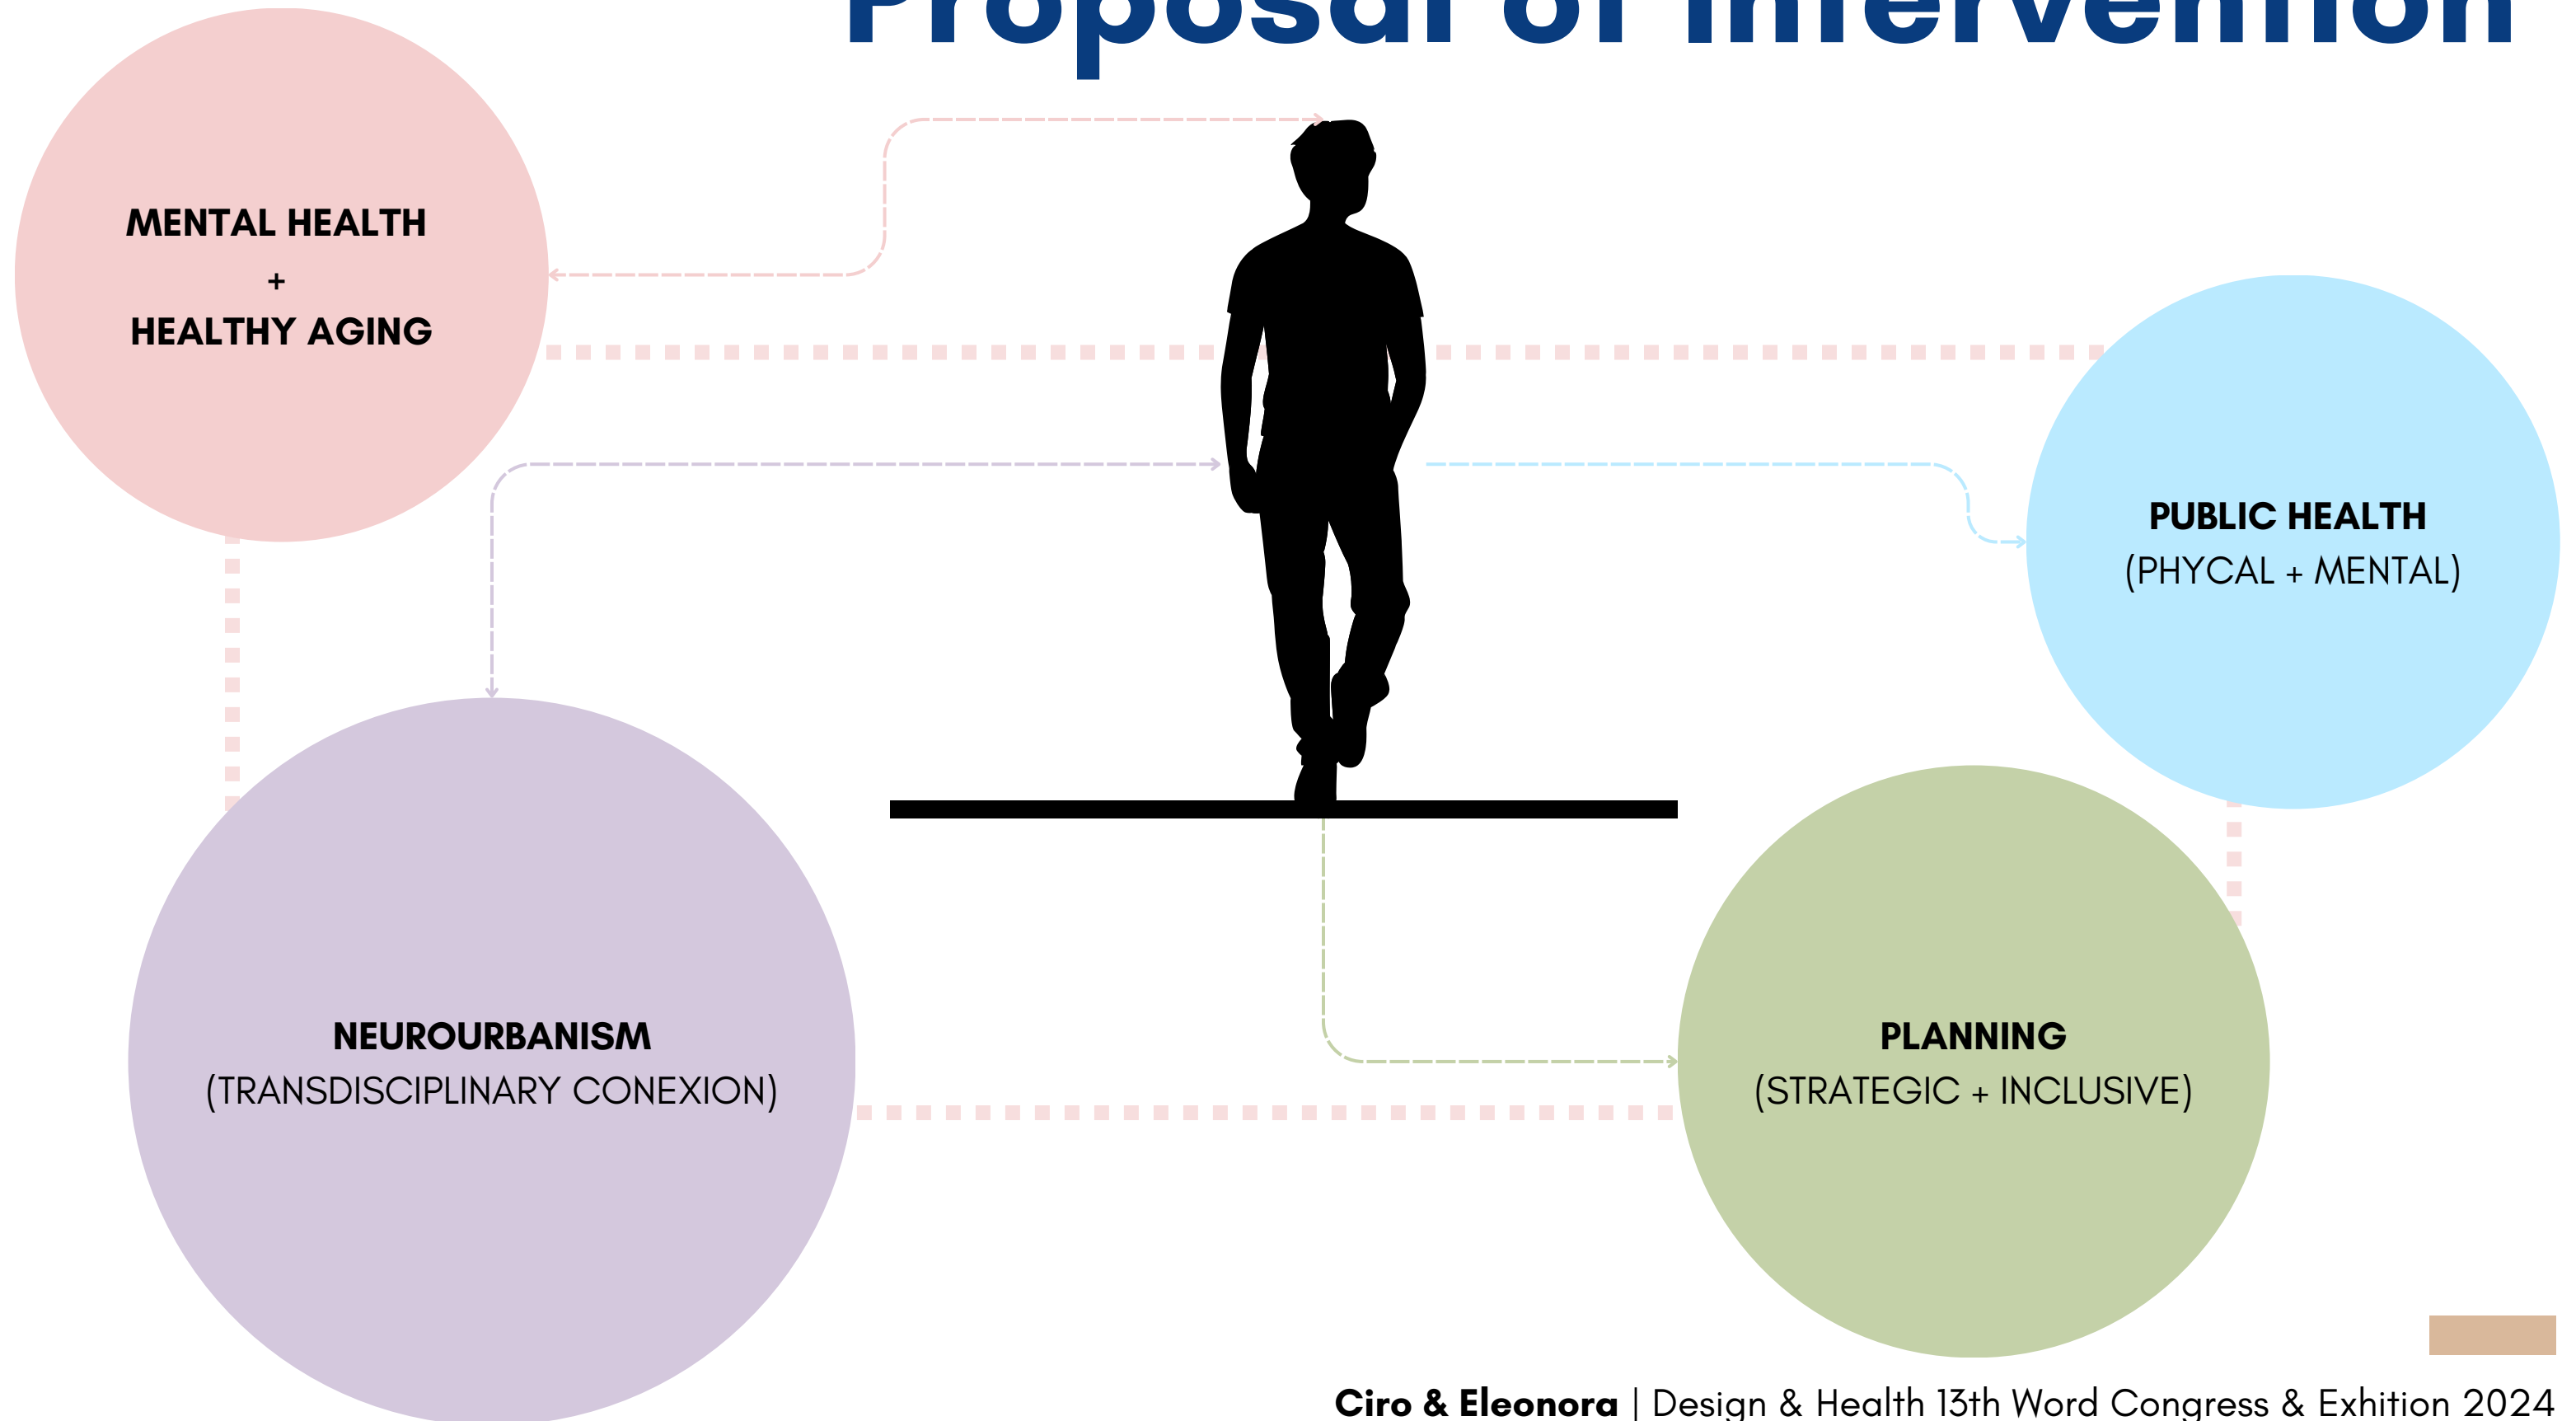 Proposal of Intervention
MENTAL HEALTH
+
HEALTHY AGING
PUBLIC HEALTH
(PHYCAL + MENTAL)
NEUROURBANISM
(TRANSDISCIPLINARY CONEXION)
PLANNING
(STRATEGIC + INCLUSIVE)
Ciro & Eleonora | Design & Health 13th Word Congress & Exhition 2024